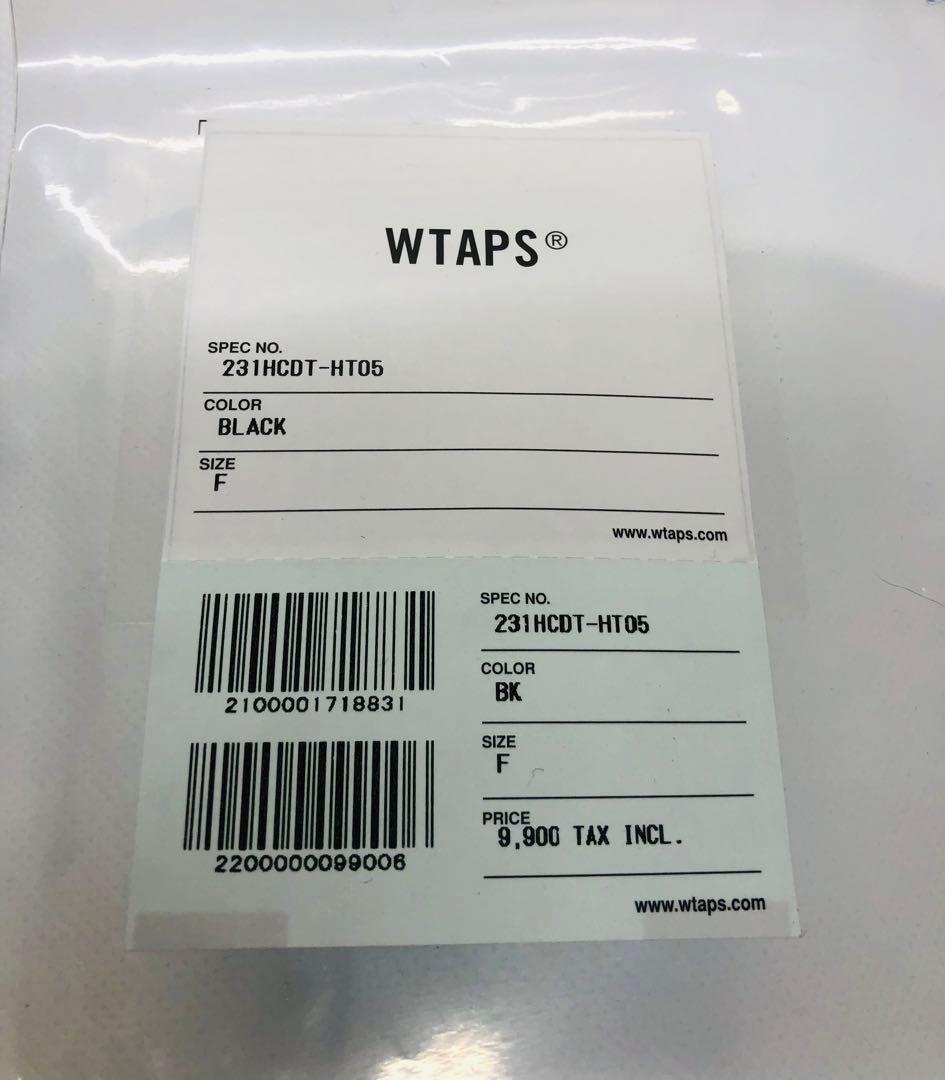 WTAPS®
SPEC NO.
231HCDT-HT05
COLOR
BLACK
SIZE
F
www.wtaps.com
2100001718831
2200000099006
SPEC NO.
231HCDT-HT05
COLOR
BK
SIZE
F
PRICE
9,900 TAX INCL.
www.wtaps.com